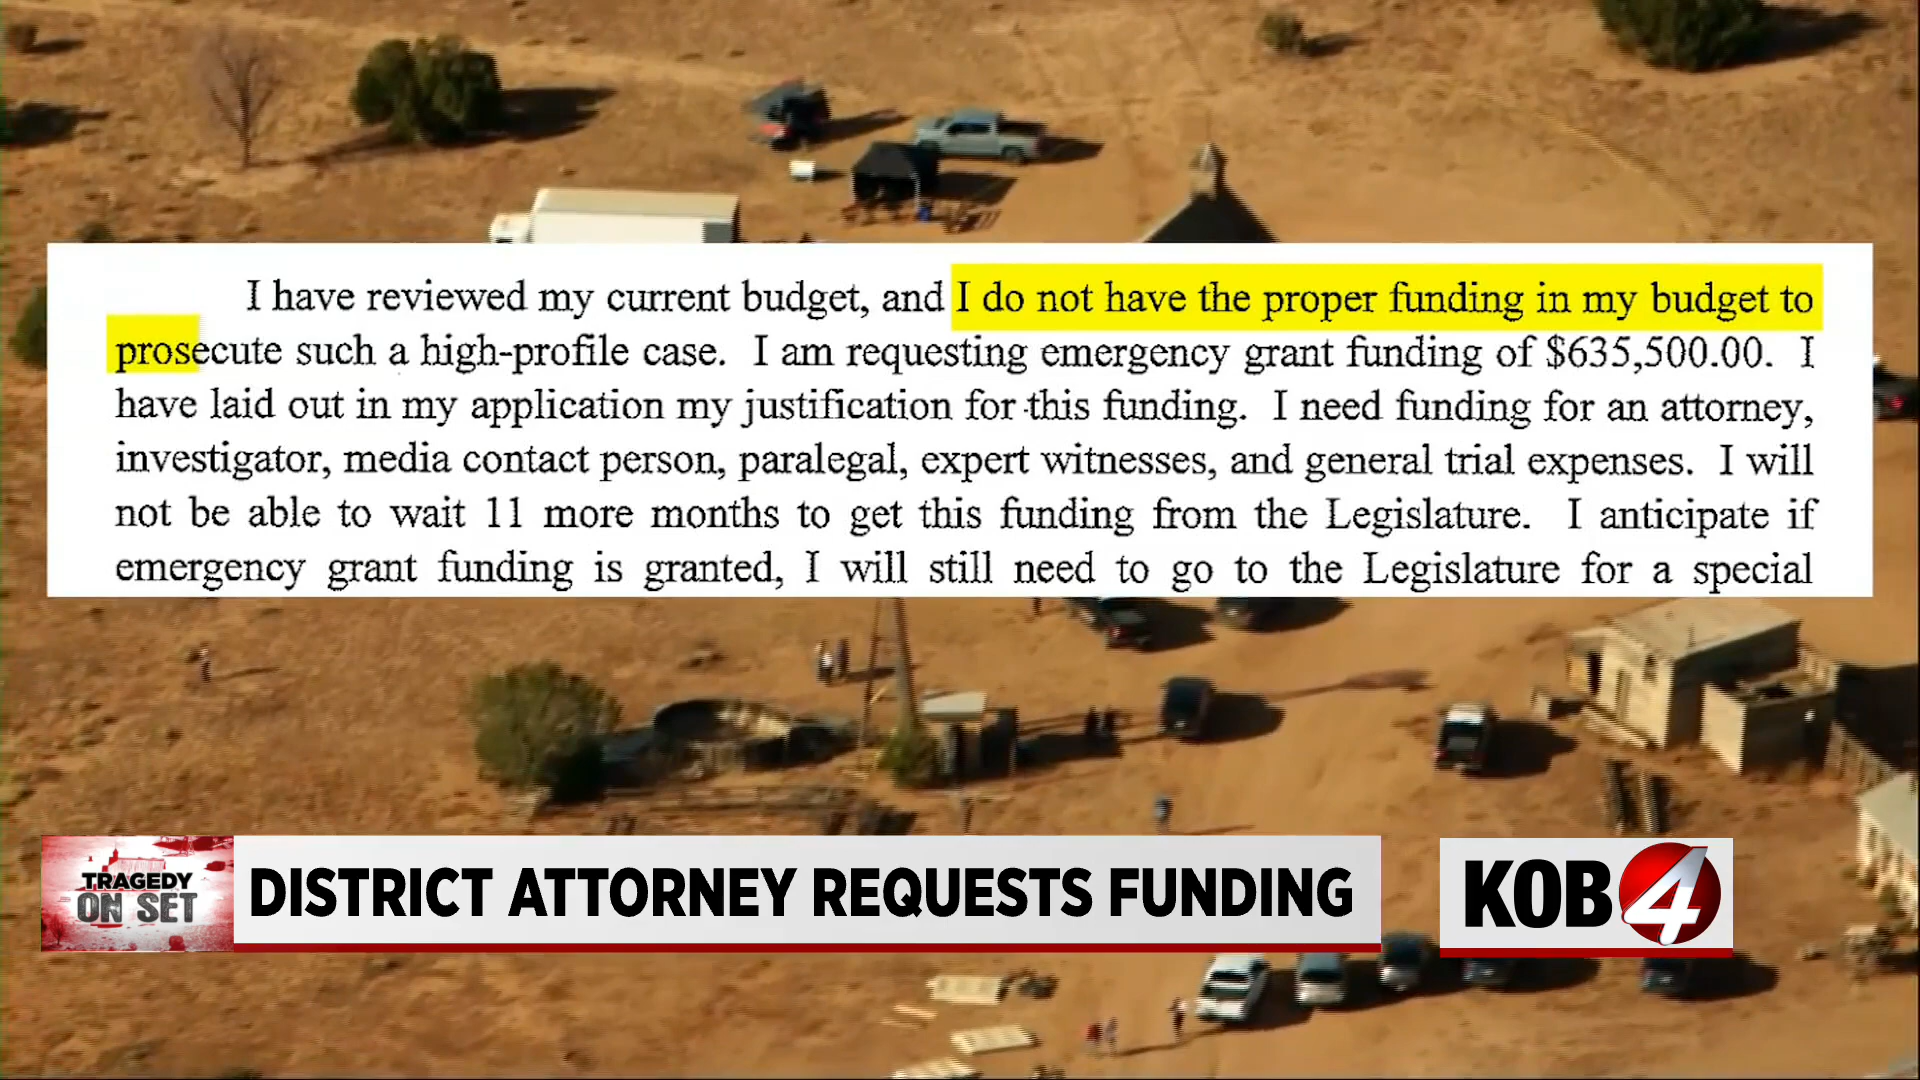 I have reviewed my current budget, and I do not have the proper funding in my budget to
prosecute such a high-profile case. I am requesting emergency grant funding of $635,500.00. I
have laid out in my application my justification for this funding. I need funding for an attorney,
investigator, media contact person, paralegal, expert witnesses, and general trial expenses. I will
not be able to wait 11 more months to get this funding from the Legislature. I anticipate if
emergency grant funding is granted, I will still need to go to the Legislature for a special
TRAGEDY
ON SET
DISTRICT ATTORNEY REQUESTS FUNDING
KOB 4